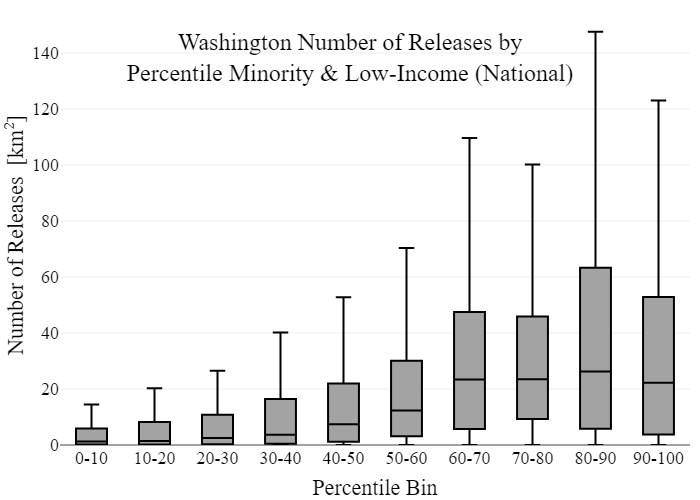 Washington Number of Releases by
Percentile Minority & Low-Income (National)
Number of Releases [km²]
140
120
100
80
60
40
20
0
0-10 10-20 20-30 30-40 40-50 50-60 60-70 70-80 80-90 90-100
Percentile Bin